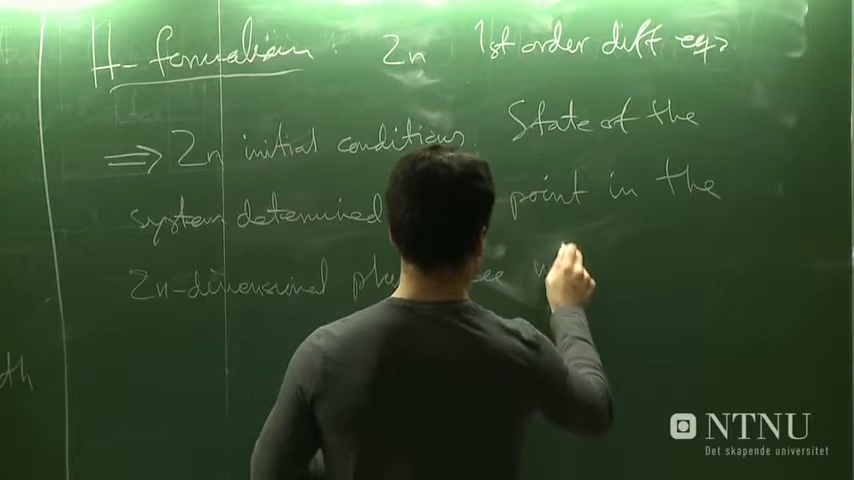 H-formalism: 2n 1st order diff eqs
⇒ 2n initial conditions. State of the
system determined point in the
2n-dimensional
th
NTNU
Det skapende universitet